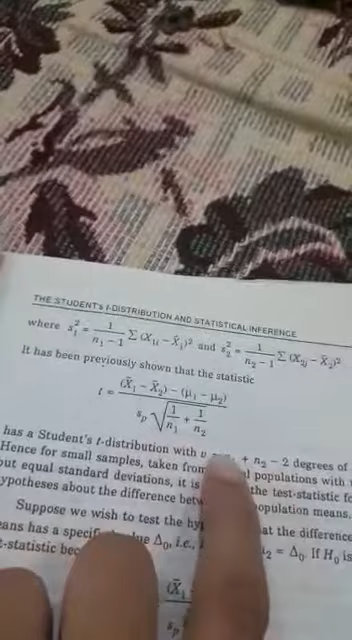 THE STUDENT's t-DISTRIBUTION AND STATISTICAL INFERENCE
where s₁² = 1/(n₁ − 1) Σ (X₁ᵢ − X̄₁)² and s₂² = 1/(n₂ − 1) Σ (X₂ⱼ − X̄₂)²
It has been previously shown that the statistic
t = ((X̄₁ − X̄₂) − (μ₁ − μ₂)) / (sₚ √(1/n₁ + 1/n₂))
has a Student's t-distribution with υ + n₂ − 2 degrees of
Hence for small samples, taken from populations with
but equal standard deviations, it is the test-statistic
hypotheses about the difference population means.
Suppose we wish to test the at the difference
means has a Δ₀, i.e., = Δ₀. If H₀ is
t-statistic
(X̄₁
sₚ